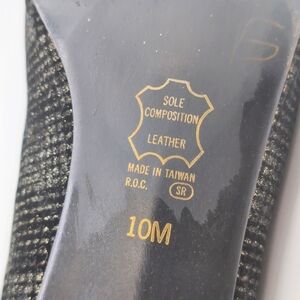 SOLE
COMPOSITION
LEATHER
MADE IN TAIWAN
R.O.C. SR
10M